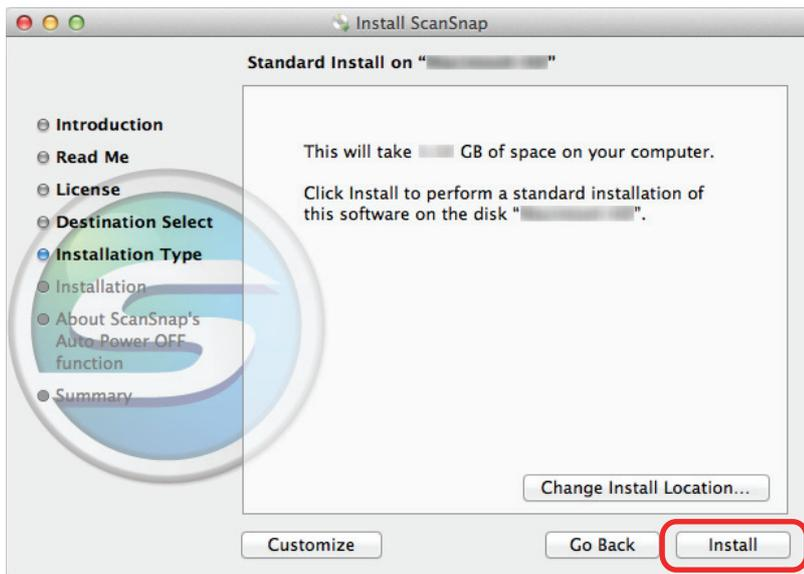 Install ScanSnap
Standard Install on “ ”
Introduction
Read Me
License
Destination Select
Installation Type
Installation
About ScanSnap's
Auto Power OFF
function
Summary
This will take GB of space on your computer.
Click Install to perform a standard installation of
this software on the disk “ ”.
Change Install Location...
Customize
Go Back
Install